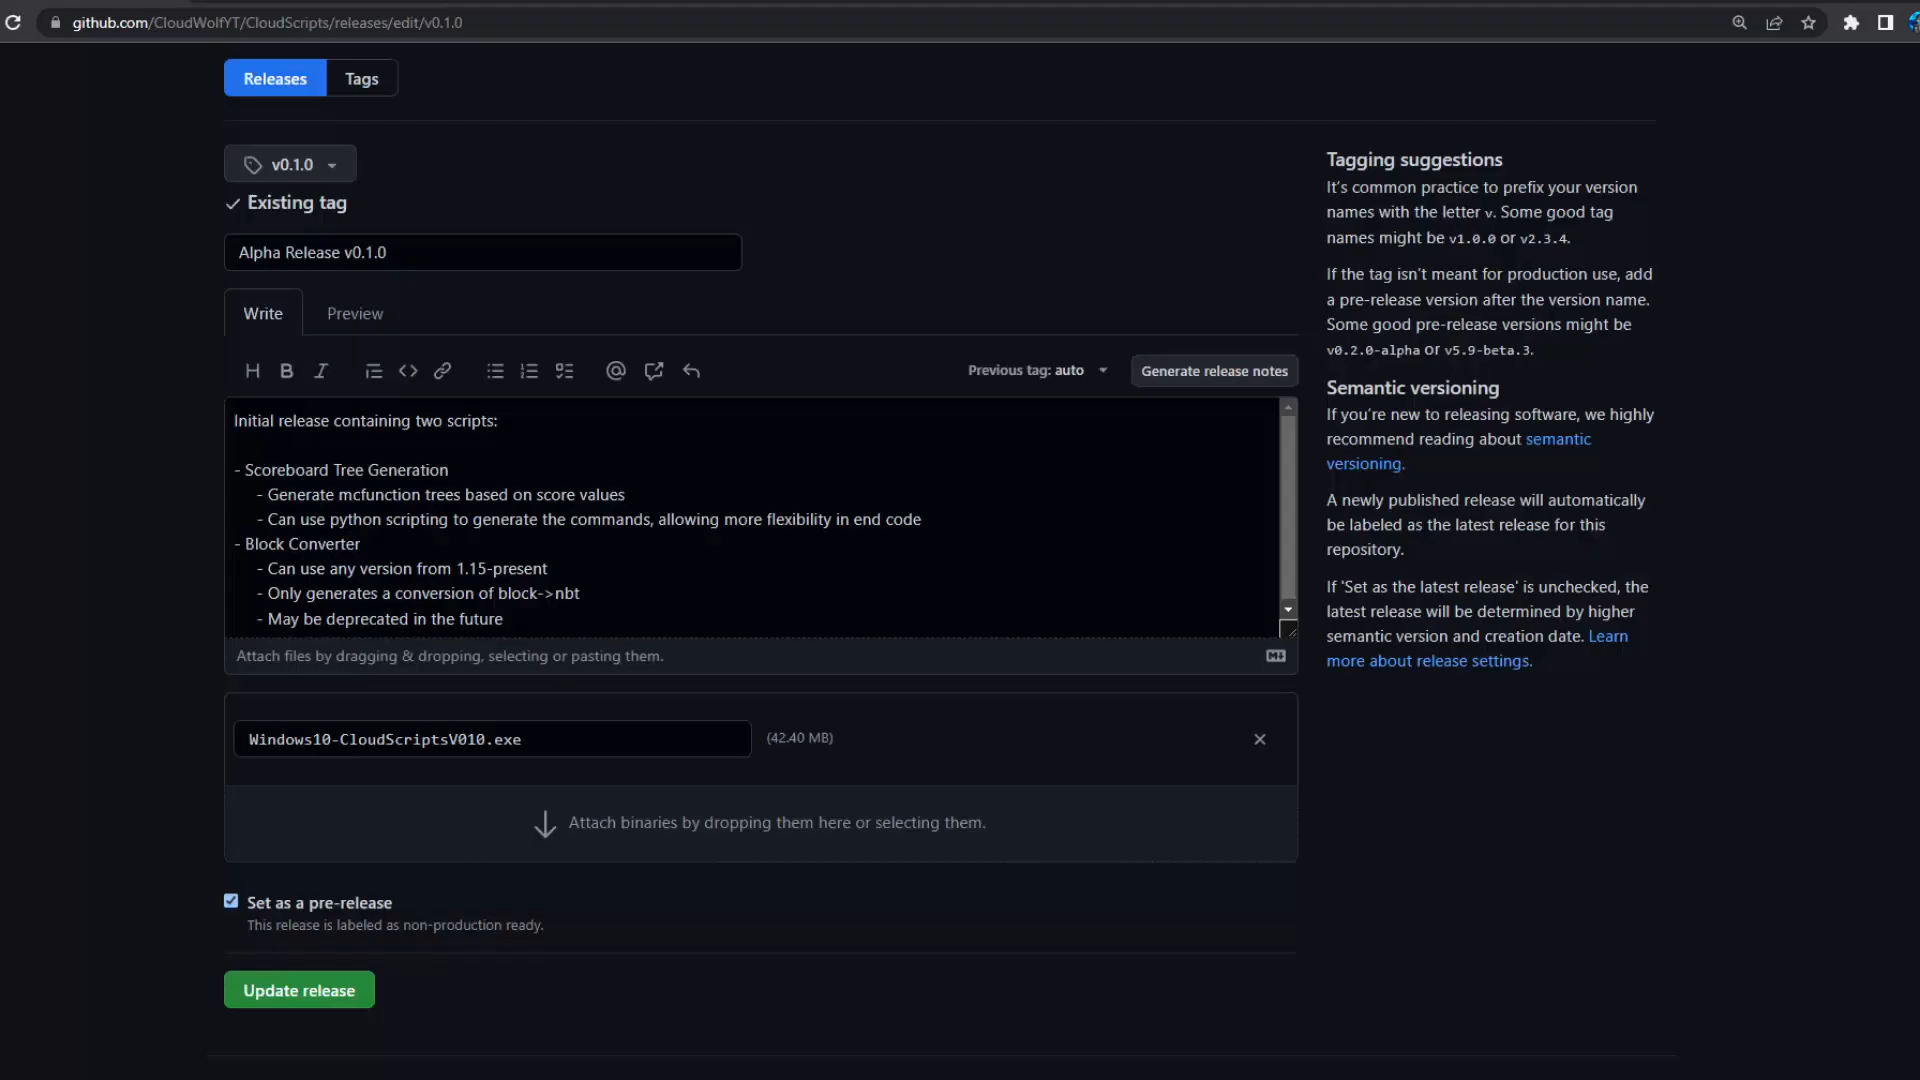 github.com/CloudWolfYT/CloudScripts/releases/edit/v0.1.0
Releases
Tags
v0.1.0
Existing tag
Alpha Release v0.1.0
Write
Preview
Previous tag: auto
Generate release notes
Initial release containing two scripts:
- Scoreboard Tree Generation
- Generate mcfunction trees based on score values
- Can use python scripting to generate the commands, allowing more flexibility in end code
- Block Converter
- Can use any version from 1.15-present
- Only generates a conversion of block->nbt
- May be deprecated in the future
Attach files by dragging & dropping, selecting or pasting them.
Windows10-CloudScriptsV010.exe
(42.40 MB)
Attach binaries by dropping them here or selecting them.
Set as a pre-release
This release is labeled as non-production ready.
Update release
Tagging suggestions
It's common practice to prefix your version
names with the letter v. Some good tag
names might be v1.0.0 or v2.3.4.
If the tag isn't meant for production use, add
a pre-release version after the version name.
Some good pre-release versions might be
v0.2.0-alpha or v5.9-beta.3.
Semantic versioning
If you're new to releasing software, we highly
recommend reading about semantic
versioning.
A newly published release will automatically
be labeled as the latest release for this
repository.
If 'Set as the latest release' is unchecked, the
latest release will be determined by higher
semantic version and creation date. Learn
more about release settings.